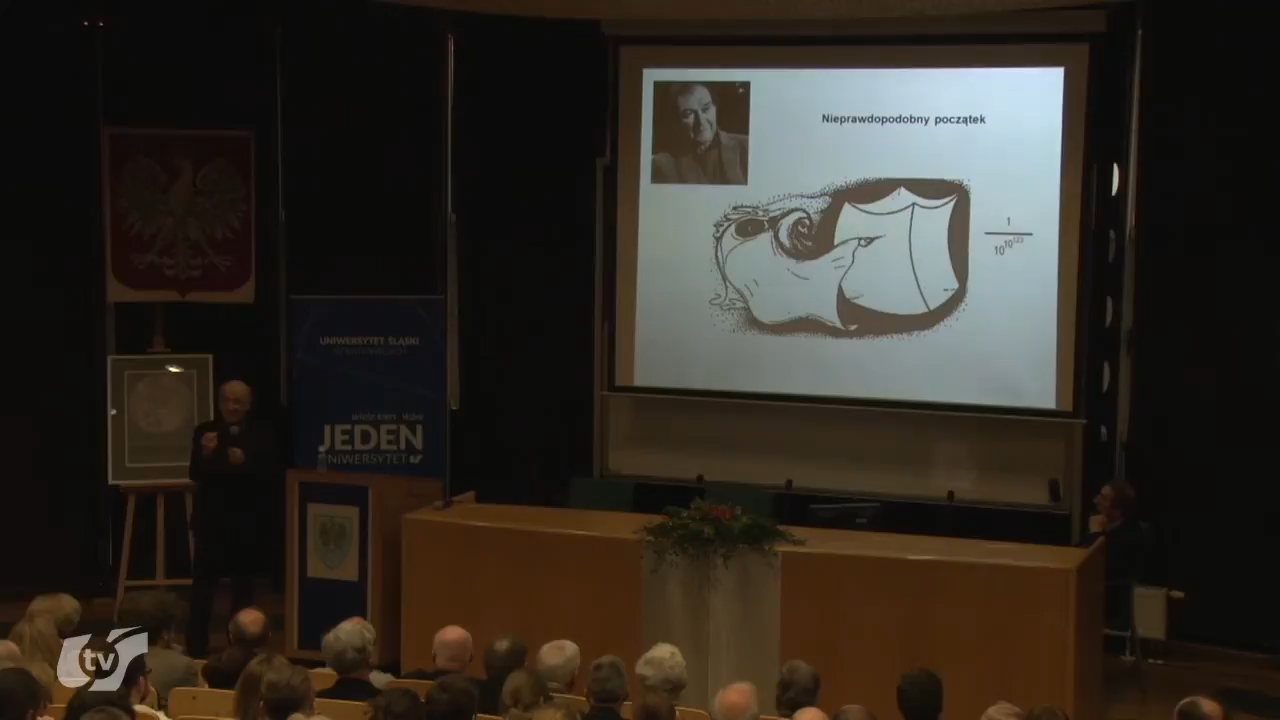 Nieprawdopodobny początek
1
10^10^123
UNIWERSYTET ŚLĄSKI
JEDEN
UNIWERSYTET
tv